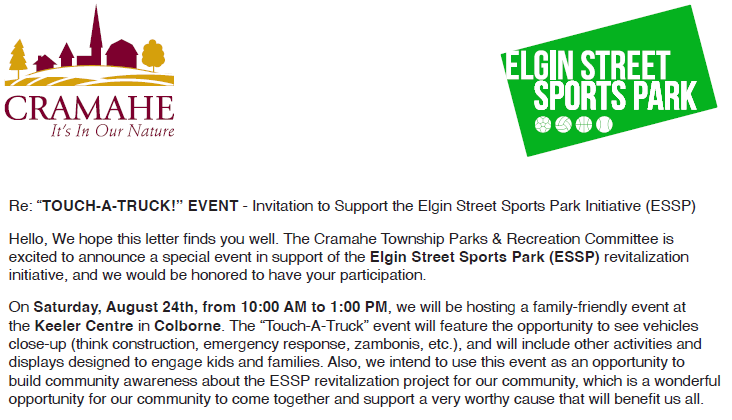 CRAMAHE
It's In Our Nature
ELGIN STREET
SPORTS PARK
Re: “TOUCH-A-TRUCK!” EVENT - Invitation to Support the Elgin Street Sports Park Initiative (ESSP)
Hello, We hope this letter finds you well. The Cramahe Township Parks & Recreation Committee is
excited to announce a special event in support of the Elgin Street Sports Park (ESSP) revitalization
initiative, and we would be honored to have your participation.
On Saturday, August 24th, from 10:00 AM to 1:00 PM, we will be hosting a family-friendly event at
the Keeler Centre in Colborne. The “Touch-A-Truck” event will feature the opportunity to see vehicles
close-up (think construction, emergency response, zambonis, etc.), and will include other activities and
displays designed to engage kids and families. Also, we intend to use this event as an opportunity to
build community awareness about the ESSP revitalization project for our community, which is a wonderful
opportunity for our community to come together and support a very worthy cause that will benefit us all.